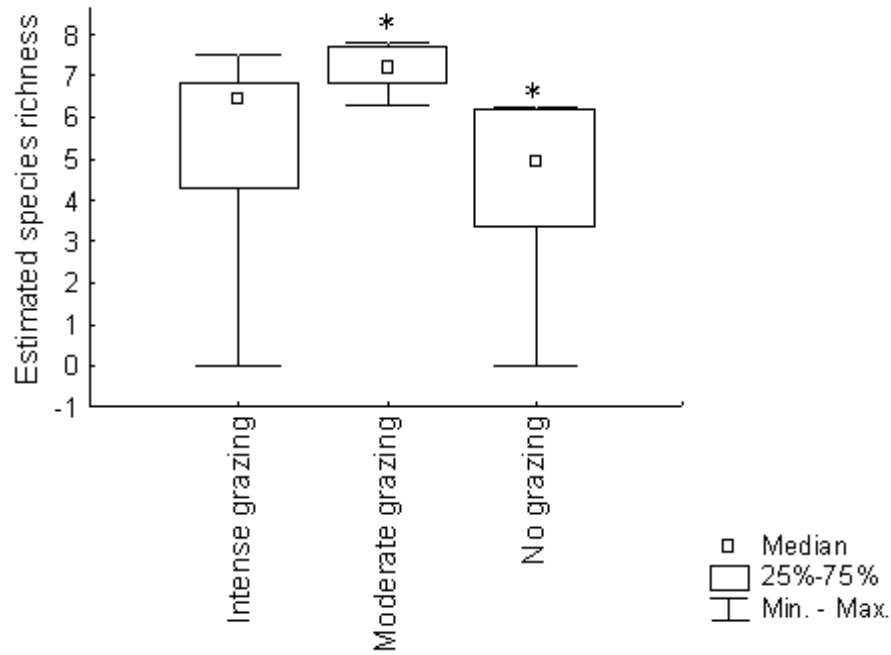 Estimated species richness
8
7
6
5
4
3
2
1
0
-1
*
*
Intense grazing
Moderate grazing
No grazing
Median
25%-75%
Min. - Max.